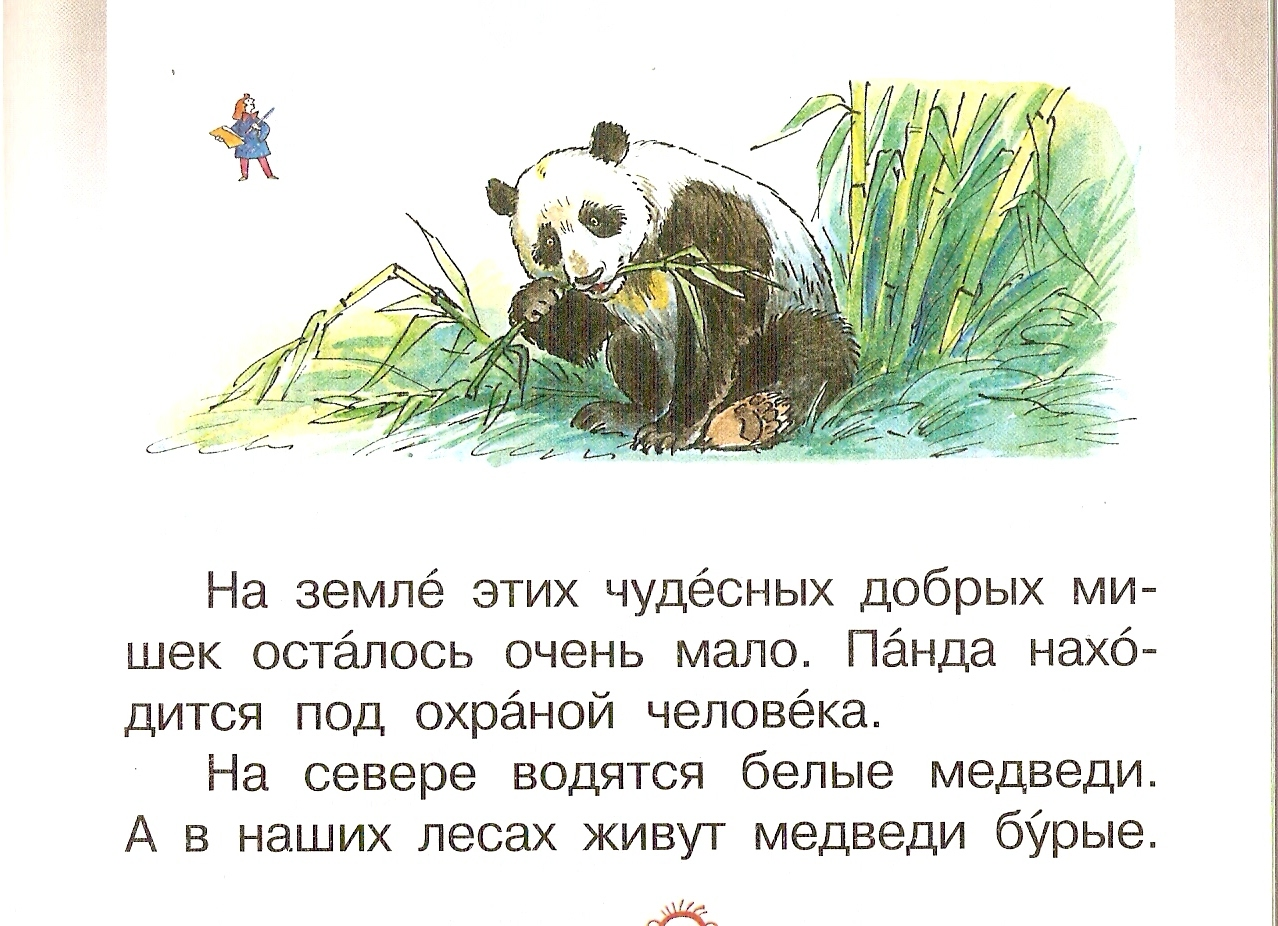 На земле́ этих чуде́сных добрых ми-
шек оста́лось очень мало. Па́нда нахо́-
дится под охра́ной челове́ка.
На севере водятся белые медведи.
А в наших лесах живут медведи бу́рые.